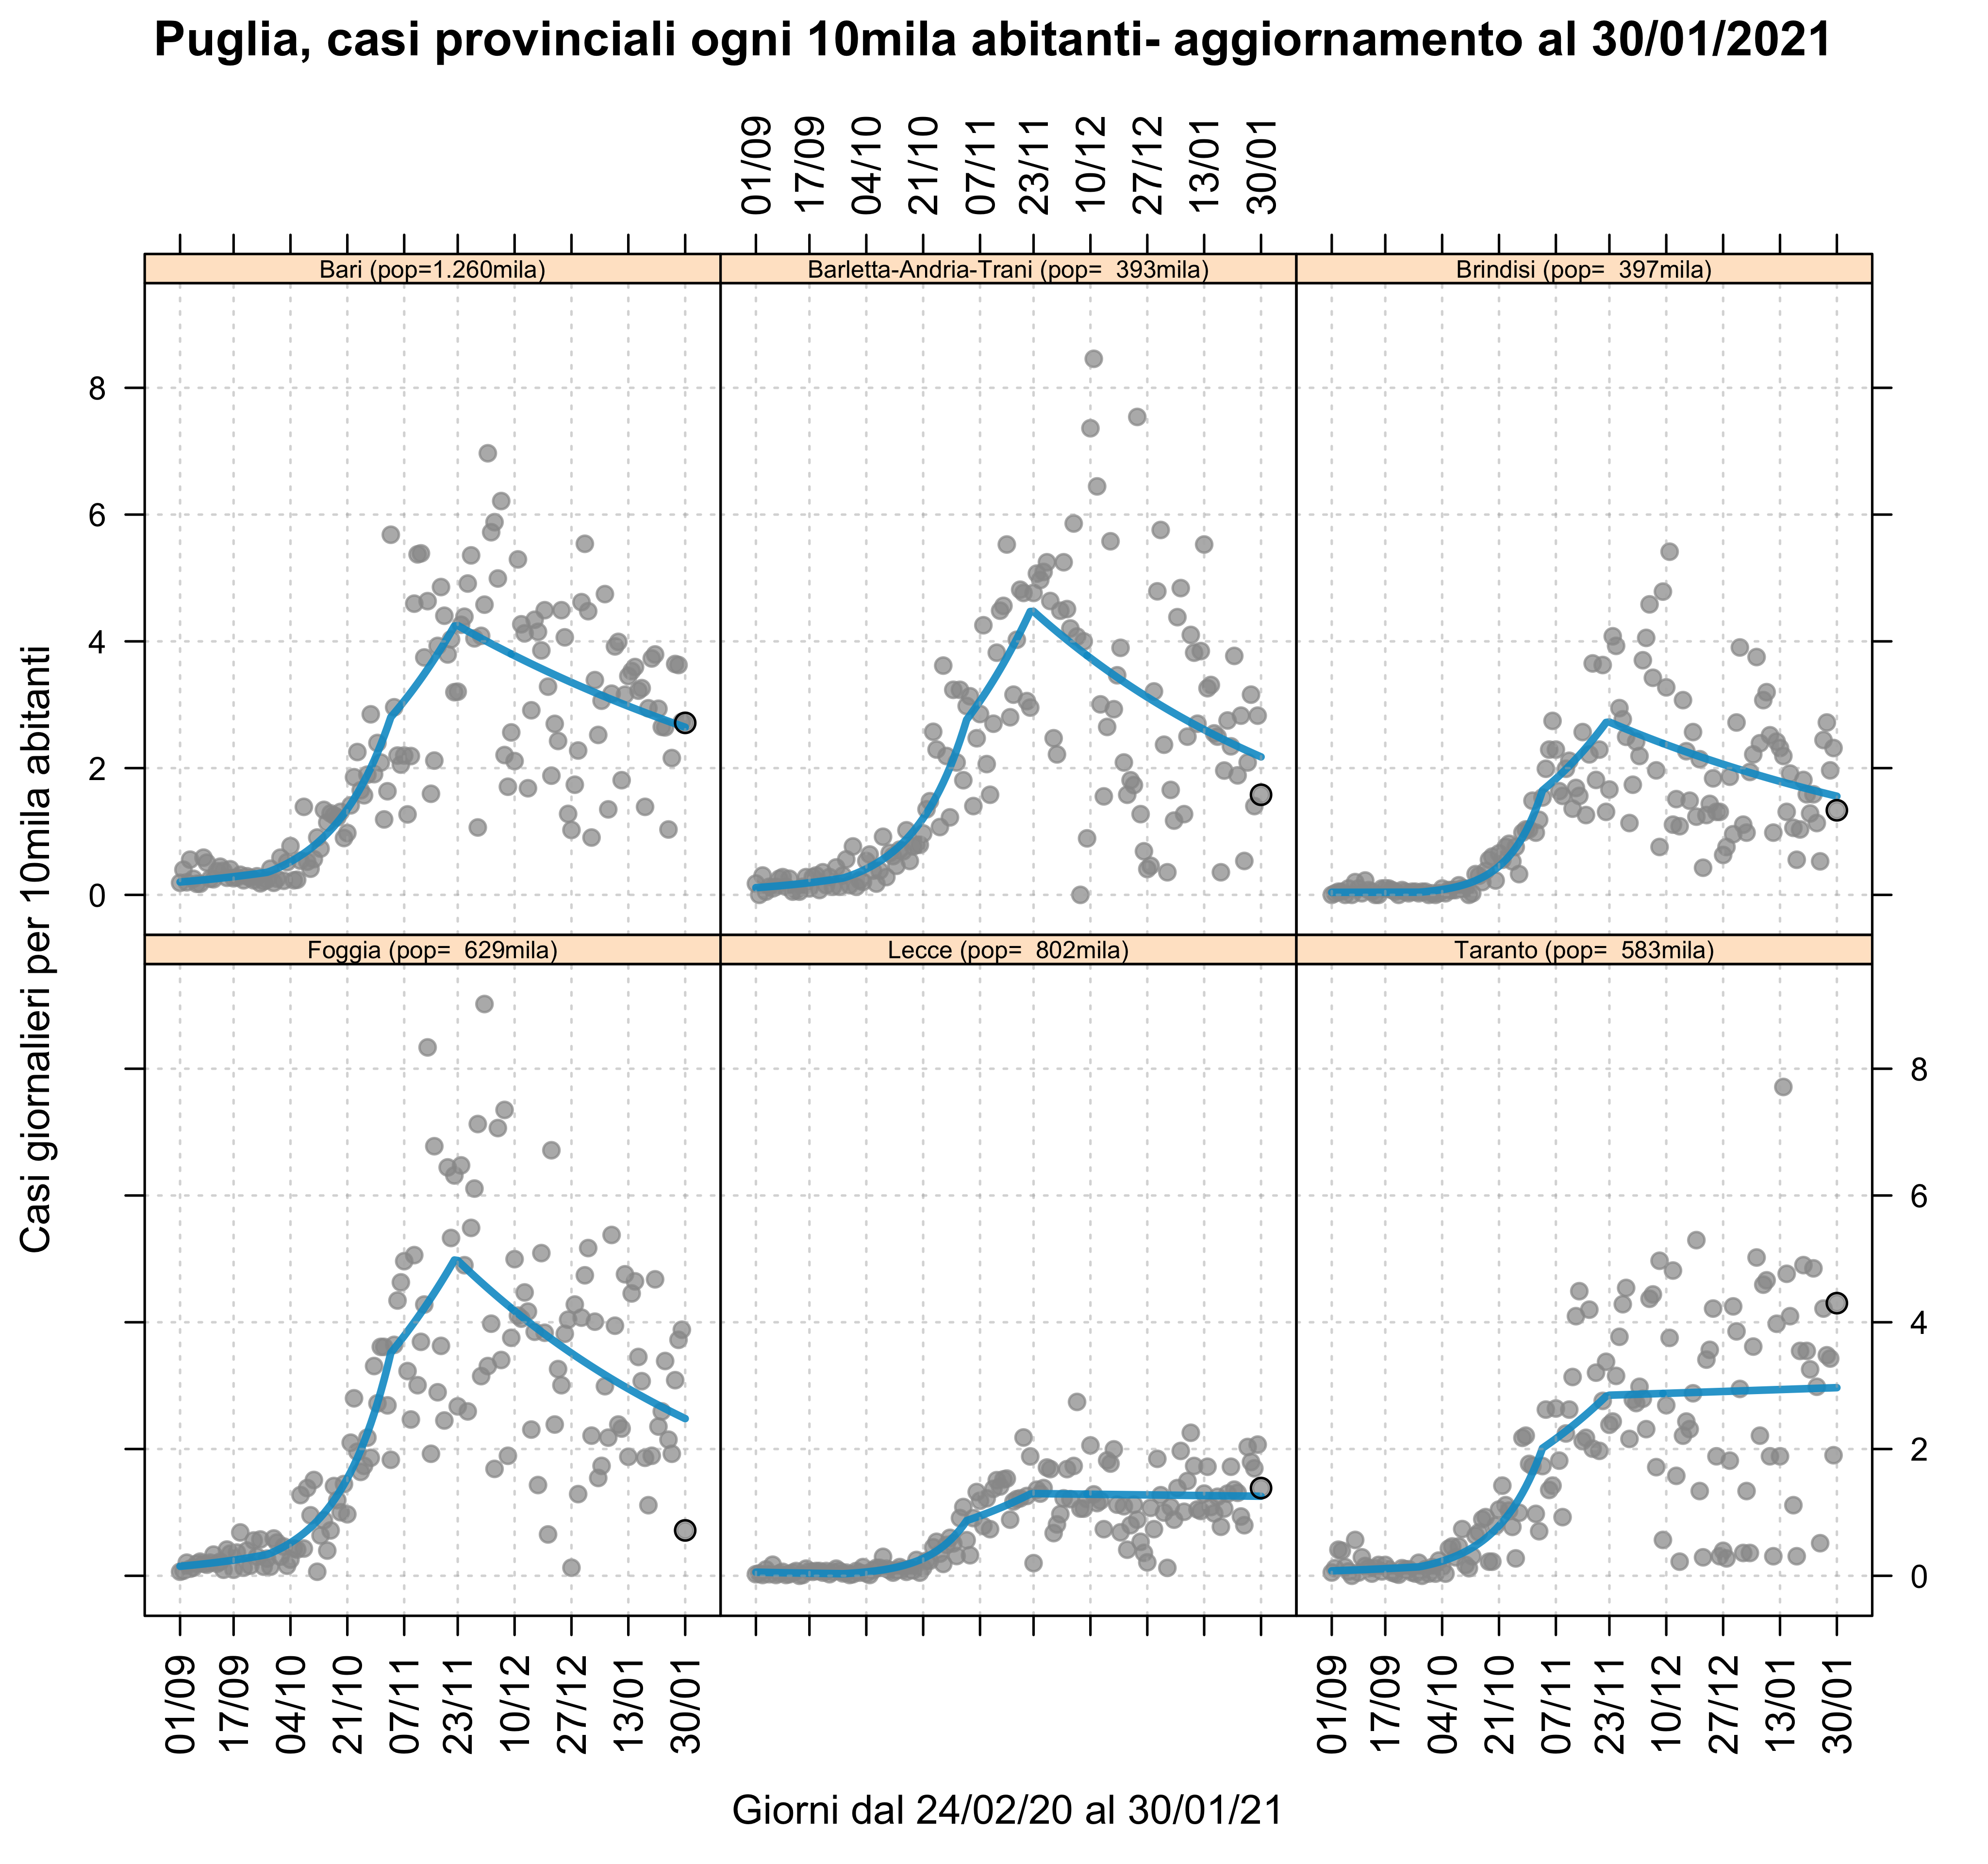 Puglia, casi provinciali ogni 10mila abitanti- aggiornamento al 30/01/2021
01/09 17/09 04/10 21/10 07/11 23/11 10/12 27/12 13/01 30/01
Bari (pop=1.260mila)
Barletta-Andria-Trani (pop= 393mila)
Brindisi (pop= 397mila)
8
6
4
2
0
Casi giornalieri per 10mila abitanti
Foggia (pop= 629mila)
Lecce (pop= 802mila)
Taranto (pop= 583mila)
8
6
4
2
0
01/09 17/09 04/10 21/10 07/11 23/11 10/12 27/12 13/01 30/01
01/09 17/09 04/10 21/10 07/11 23/11 10/12 27/12 13/01 30/01
Giorni dal 24/02/20 al 30/01/21